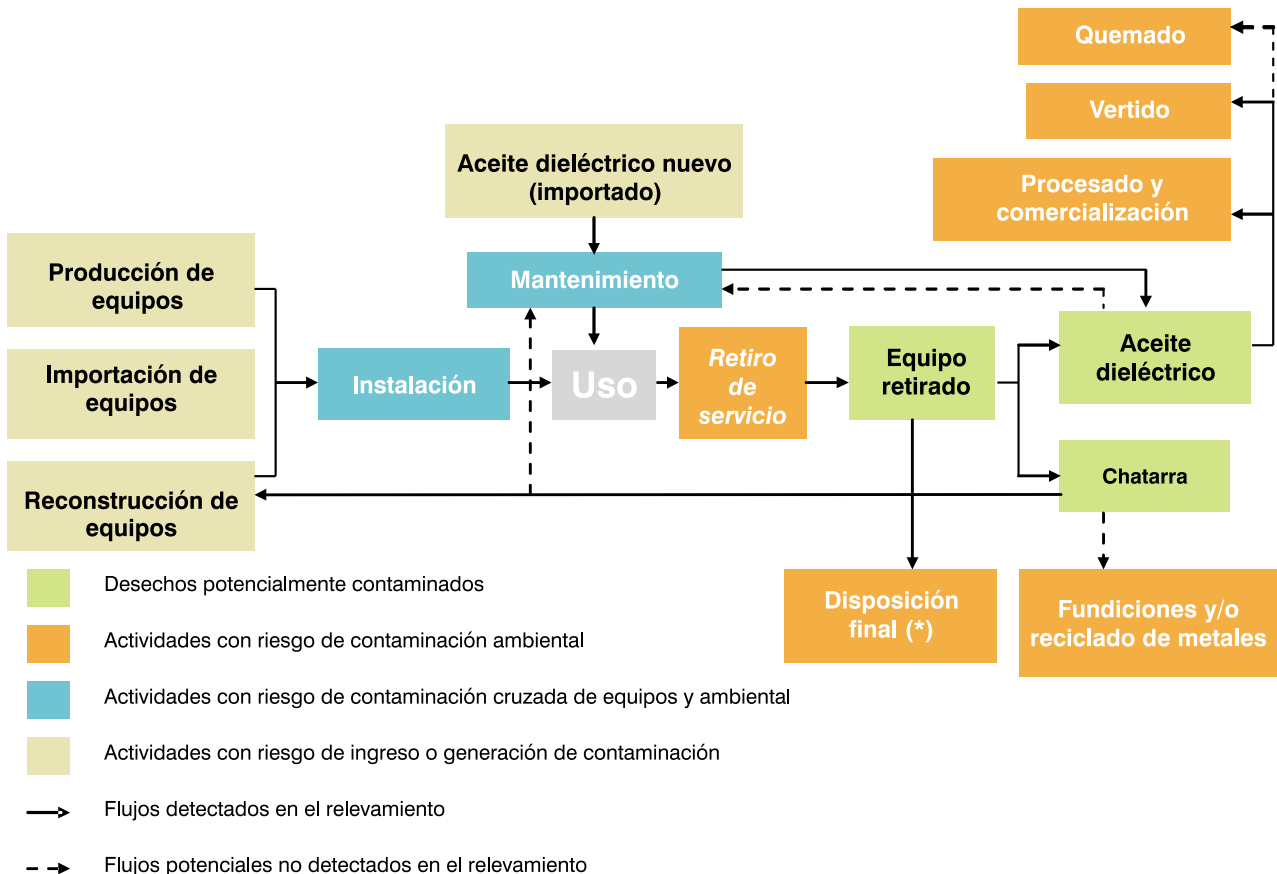 Quemado
Vertido
Aceite dieléctrico nuevo
(importado)
Procesado y
comercialización
Producción de
equipos
Mantenimiento
Importación de
equipos
Instalación
Uso
Retiro
de
servicio
Equipo
retirado
Aceite
dieléctrico
Chatarra
Reconstrucción de
equipos
Disposición
final (*)
Fundiciones y/o
reciclado de metales
Desechos potencialmente contaminados
Actividades con riesgo de contaminación ambiental
Actividades con riesgo de contaminación cruzada de equipos y ambiental
Actividades con riesgo de ingreso o generación de contaminación
Flujos detectados en el relevamiento
Flujos potenciales no detectados en el relevamiento